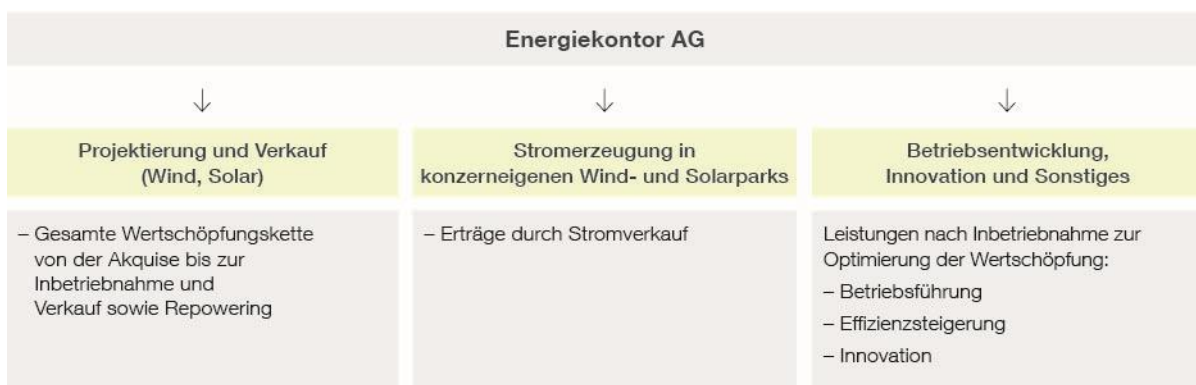 Energiekontor AG
Projektierung und Verkauf
(Wind, Solar)
– Gesamte Wertschöpfungskette
von der Akquise bis zur
Inbetriebnahme und
Verkauf sowie Repowering
Stromerzeugung in
konzerneigenen Wind- und Solarparks
– Erträge durch Stromverkauf
Betriebsentwicklung,
Innovation und Sonstiges
Leistungen nach Inbetriebnahme zur
Optimierung der Wertschöpfung:
– Betriebsführung
– Effizienzsteigerung
– Innovation